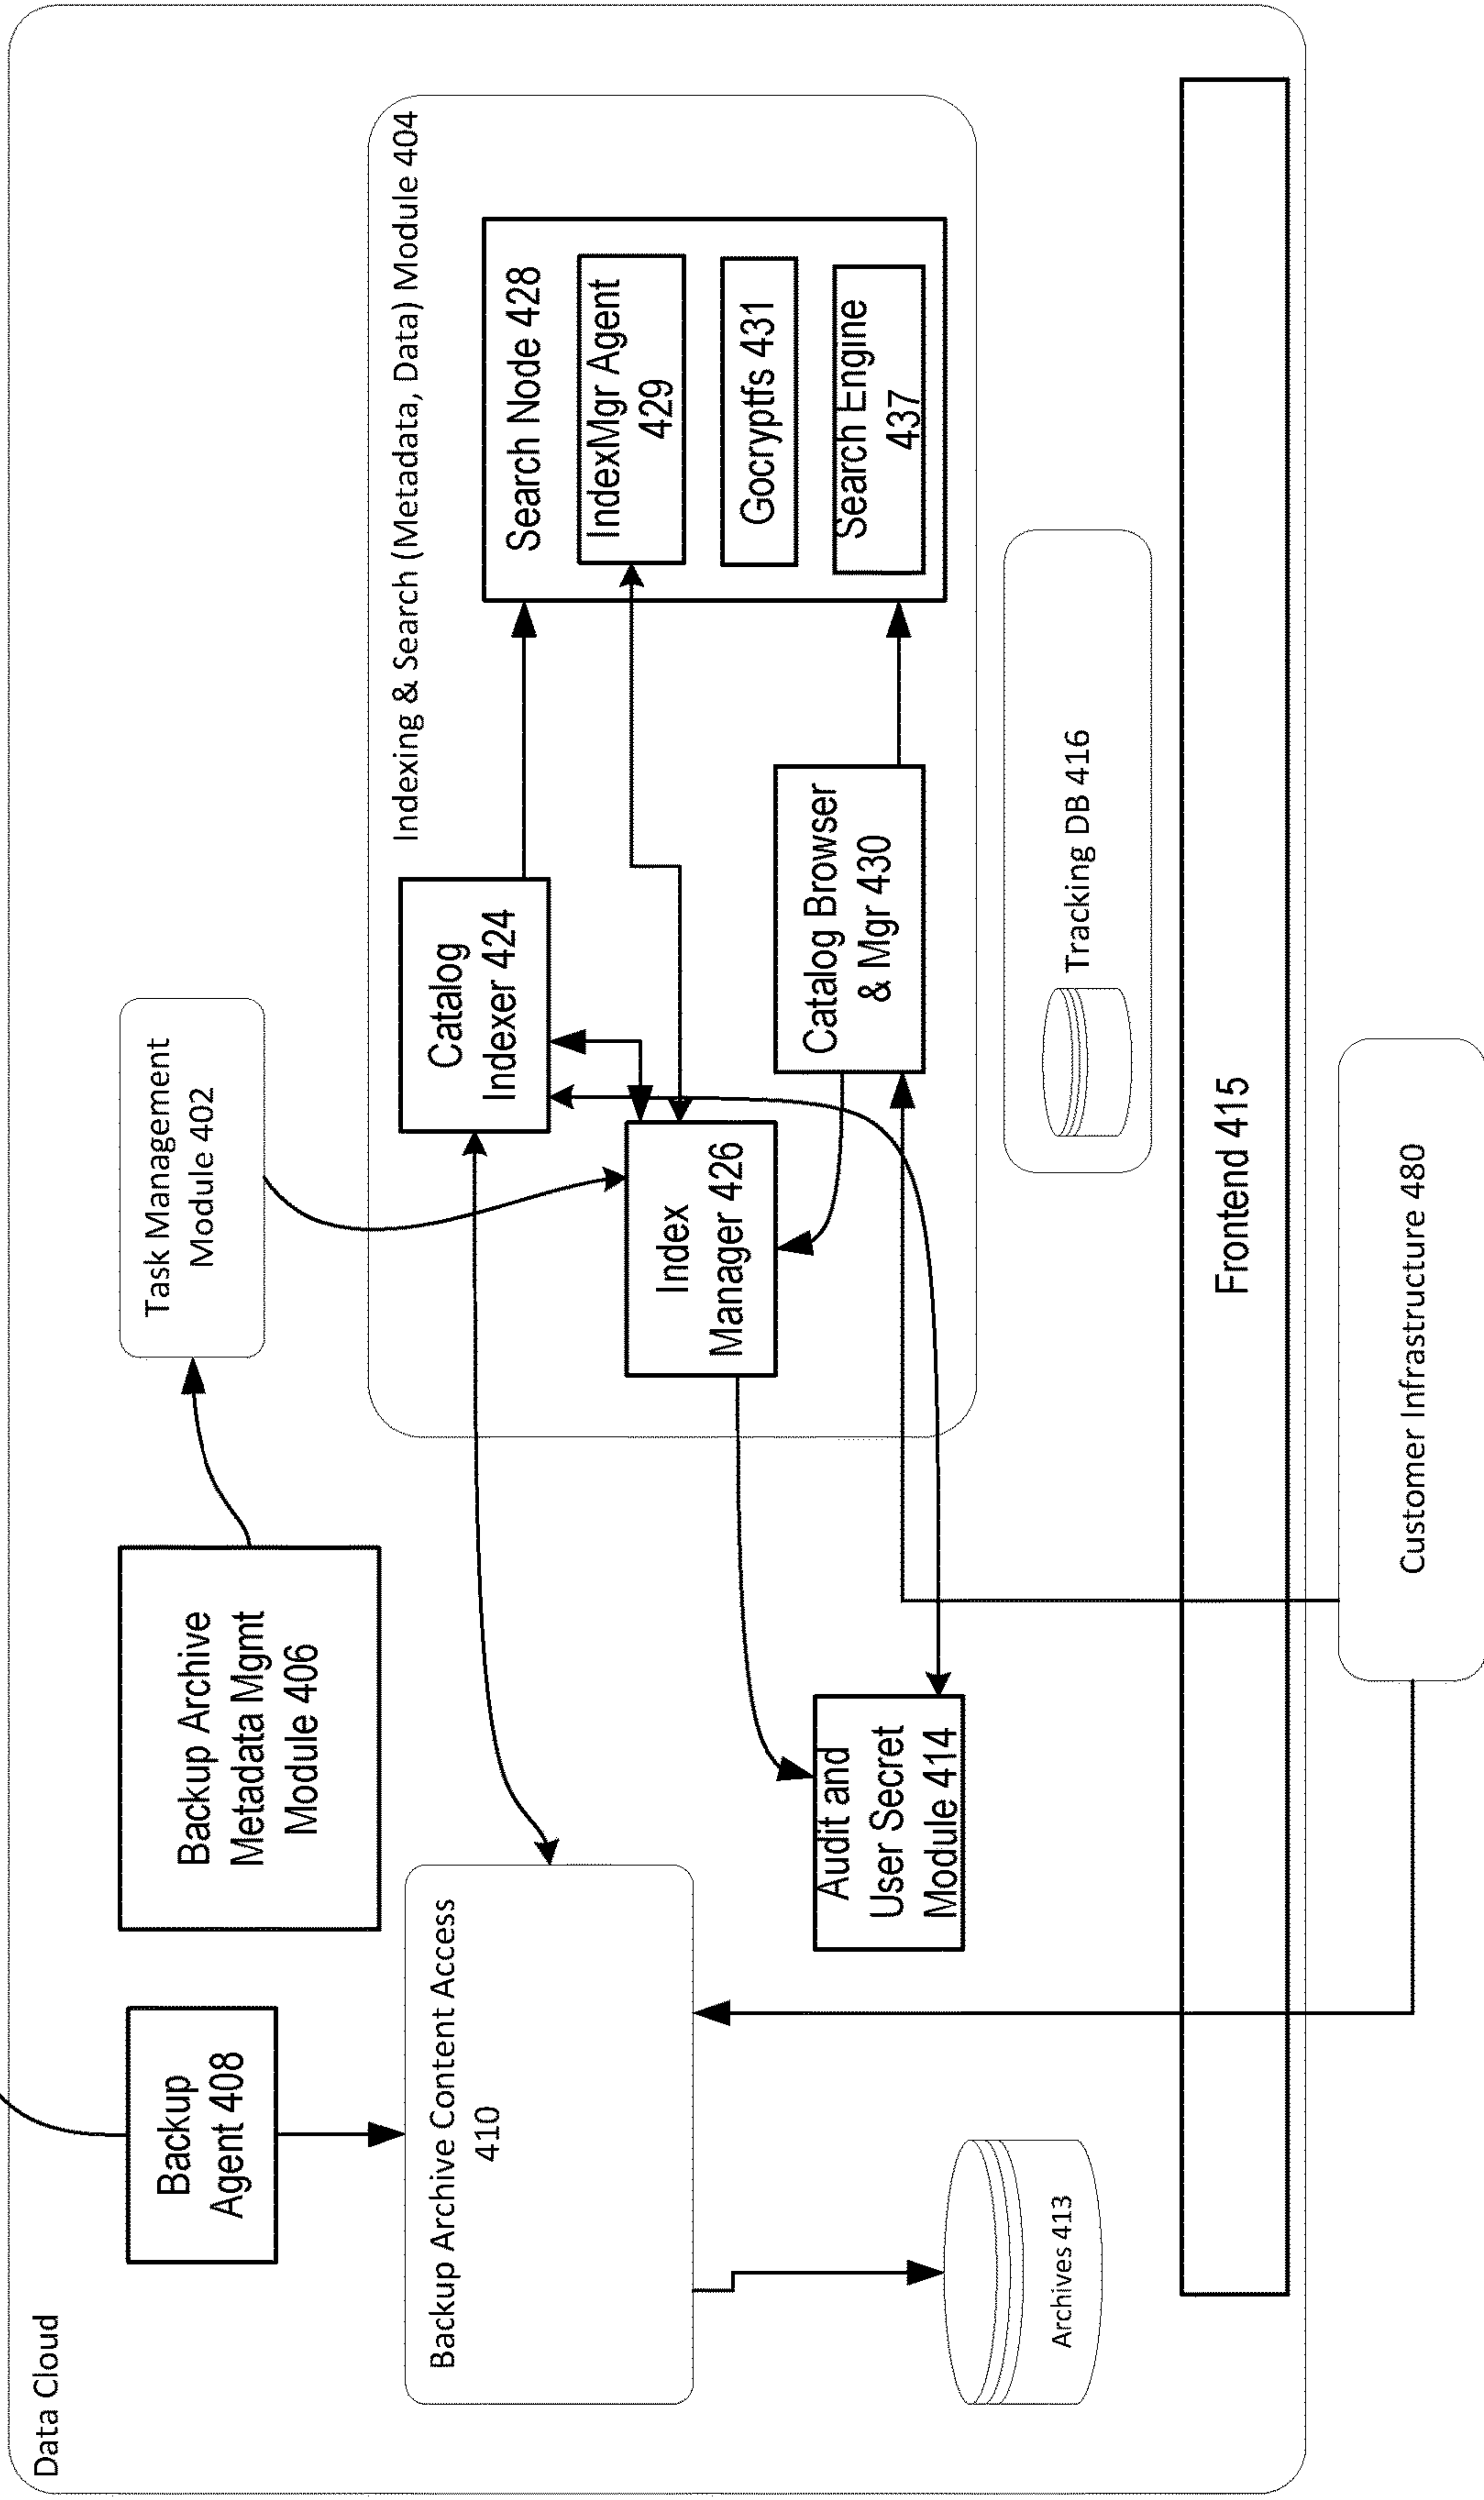 Data Cloud
Backup
Agent 408
Backup Archive
Metadata Mgmt
Module 406
Task Management
Module 402
Indexing & Search (Metadata, Data) Module 404
Backup Archive Content Access
410
Catalog
Indexer 424
Search Node 428
IndexMgr Agent
429
Gocryptfs 431
Search Engine
437
Index
Manager 426
Catalog Browser
& Mgr 430
Audit and
User Secret
Module 414
Archives 413
Tracking DB 416
Frontend 415
Customer Infrastructure 480